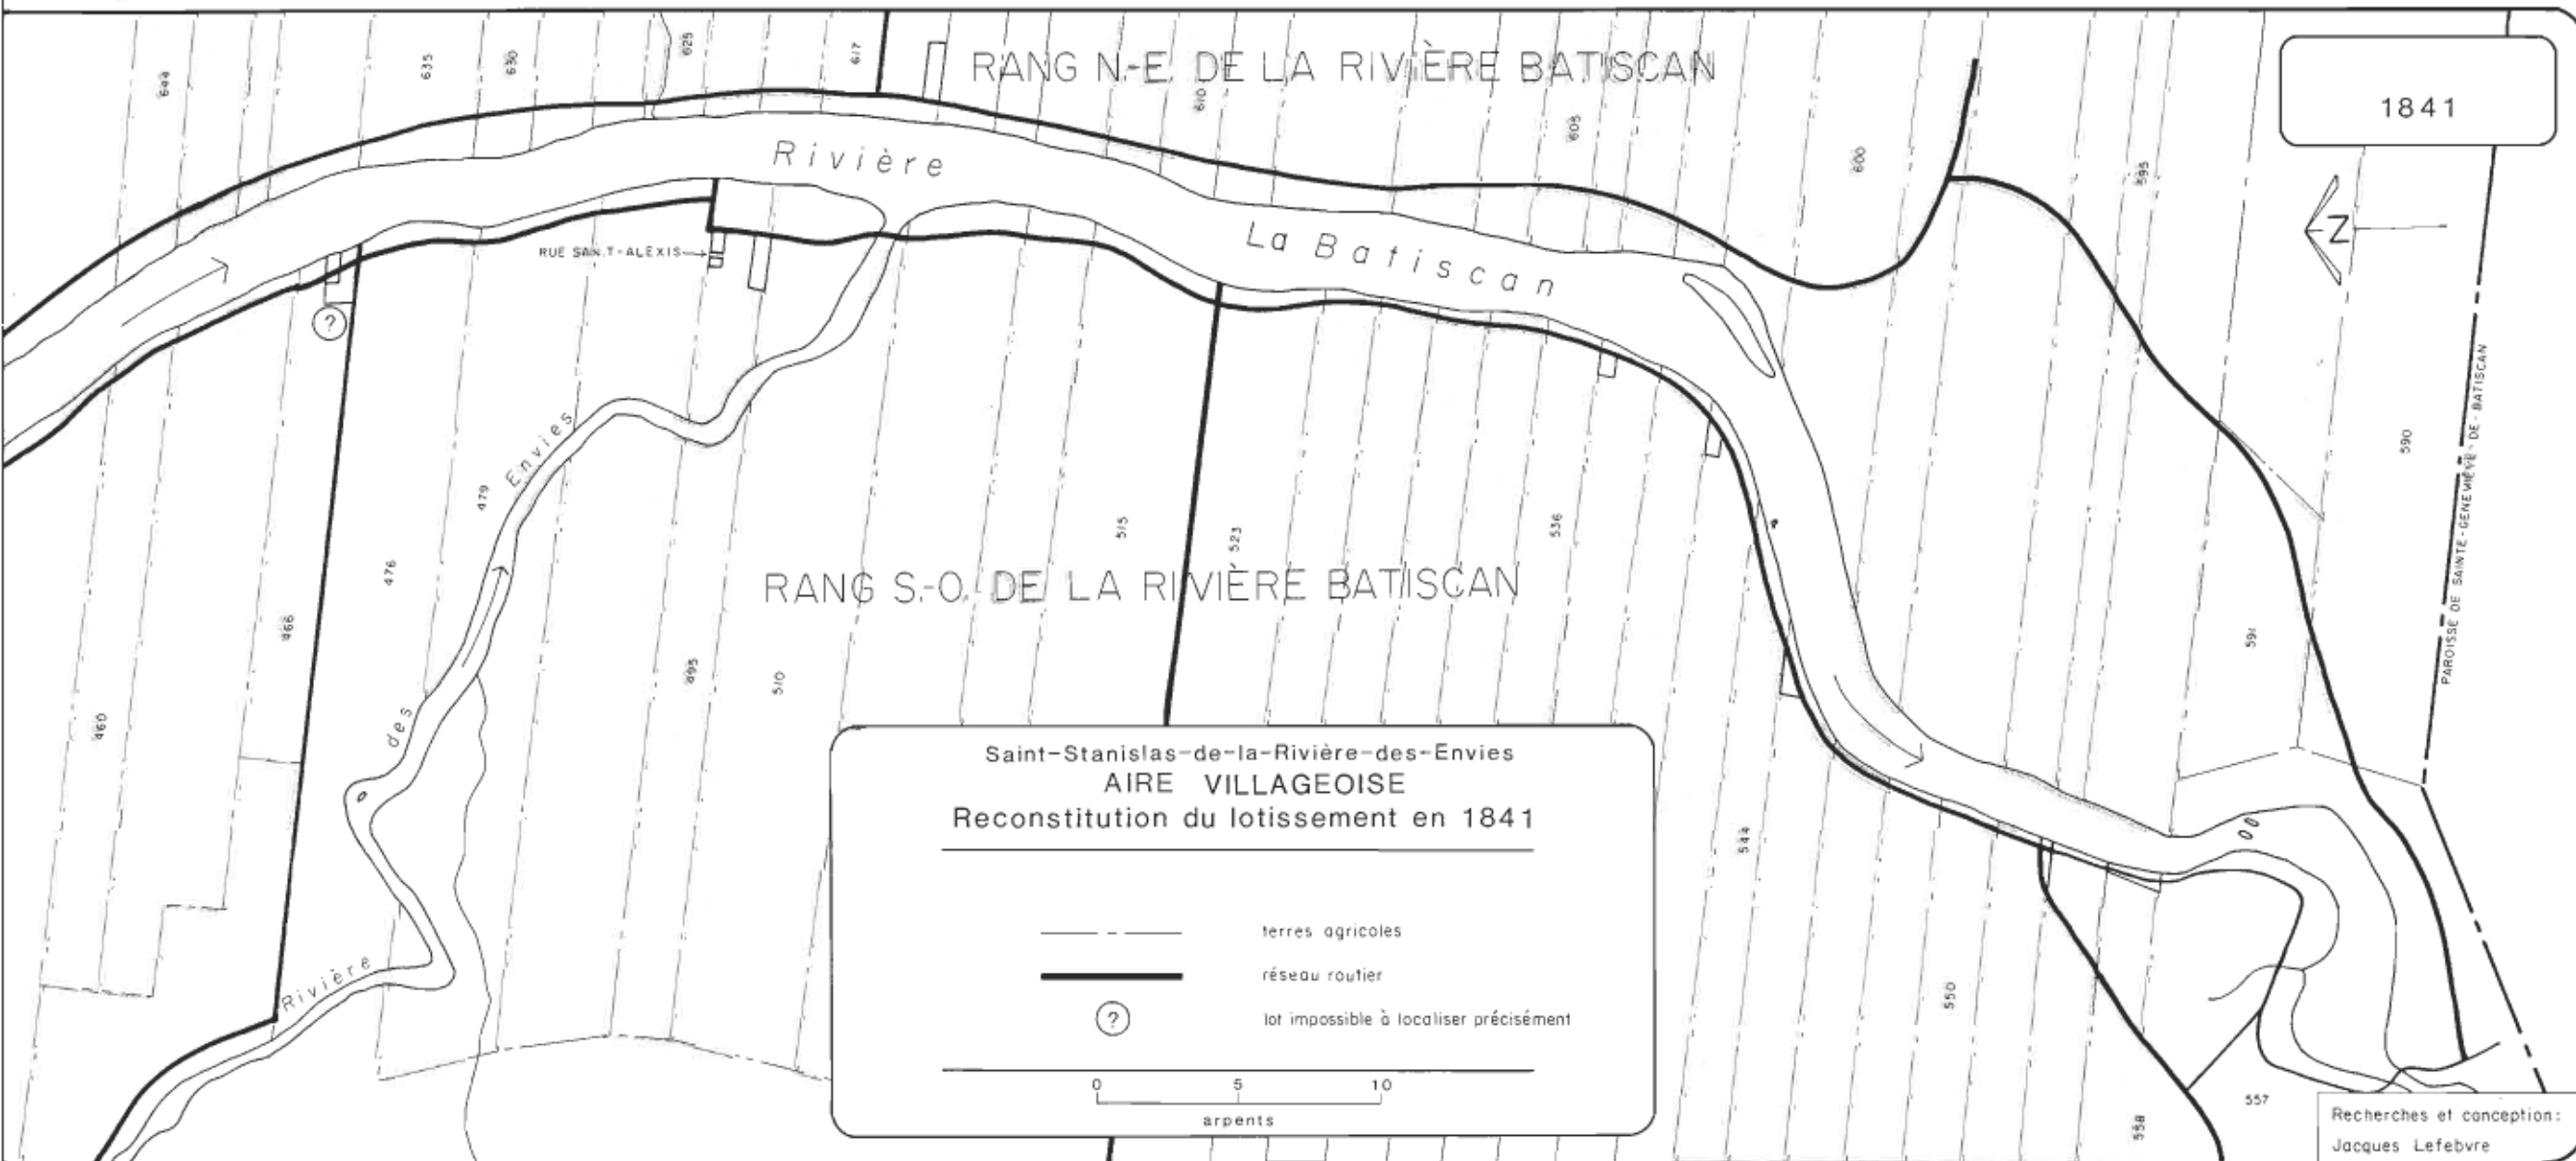 644
635
630
625
617
RANG N.-E. DE LA RIVIÈRE BATISCAN
610
605
600
595
1841
Rivière
La Batiscan
N
RUE SAINT-ALEXIS
?
Envies
des
Rivière
460
466
476
479
495
510
515
523
536
544
550
558
557
590
591
PAROISSE DE SAINTE-GENEVIÈVE-DE-BATISCAN
RANG S.-O. DE LA RIVIÈRE BATISCAN
Saint-Stanislas-de-la-Rivière-des-Envies
AIRE VILLAGEOISE
Reconstitution du lotissement en 1841
terres agricoles
réseau routier
? lot impossible à localiser précisément
0 5 10
arpents
Recherches et conception:
Jacques Lefebvre